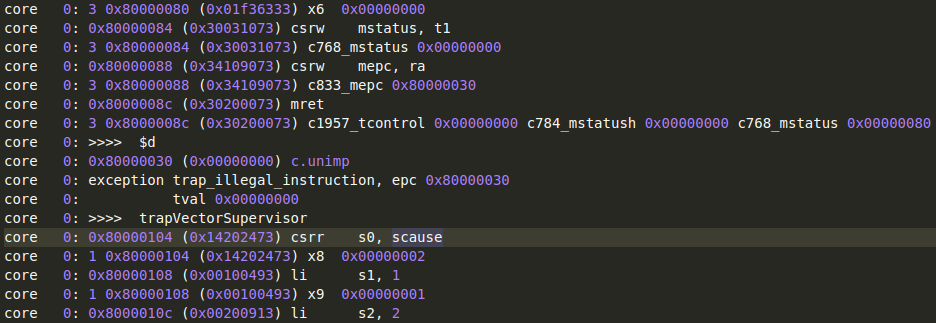 core   0: 3 0x80000080 (0x01f36333) x6  0x00000000
core   0: 0x80000084 (0x30031073) csrw    mstatus, t1
core   0: 3 0x80000084 (0x30031073) c768_mstatus 0x00000000
core   0: 0x80000088 (0x34109073) csrw    mepc, ra
core   0: 3 0x80000088 (0x34109073) c833_mepc 0x80000030
core   0: 0x8000008c (0x30200073) mret
core   0: 3 0x8000008c (0x30200073) c1957_tcontrol 0x00000000 c784_mstatush 0x00000000 c768_mstatus 0x00000080
core   0: >>>>  $d
core   0: 0x80000030 (0x00000000) c.unimp
core   0: exception trap_illegal_instruction, epc 0x80000030
core   0:           tval 0x00000000
core   0: >>>>  trapVectorSupervisor
core   0: 0x80000104 (0x14202473) csrr    s0, scause
core   0: 1 0x80000104 (0x14202473) x8  0x00000002
core   0: 0x80000108 (0x00100493) li      s1, 1
core   0: 1 0x80000108 (0x00100493) x9  0x00000001
core   0: 0x8000010c (0x00200913) li      s2, 2